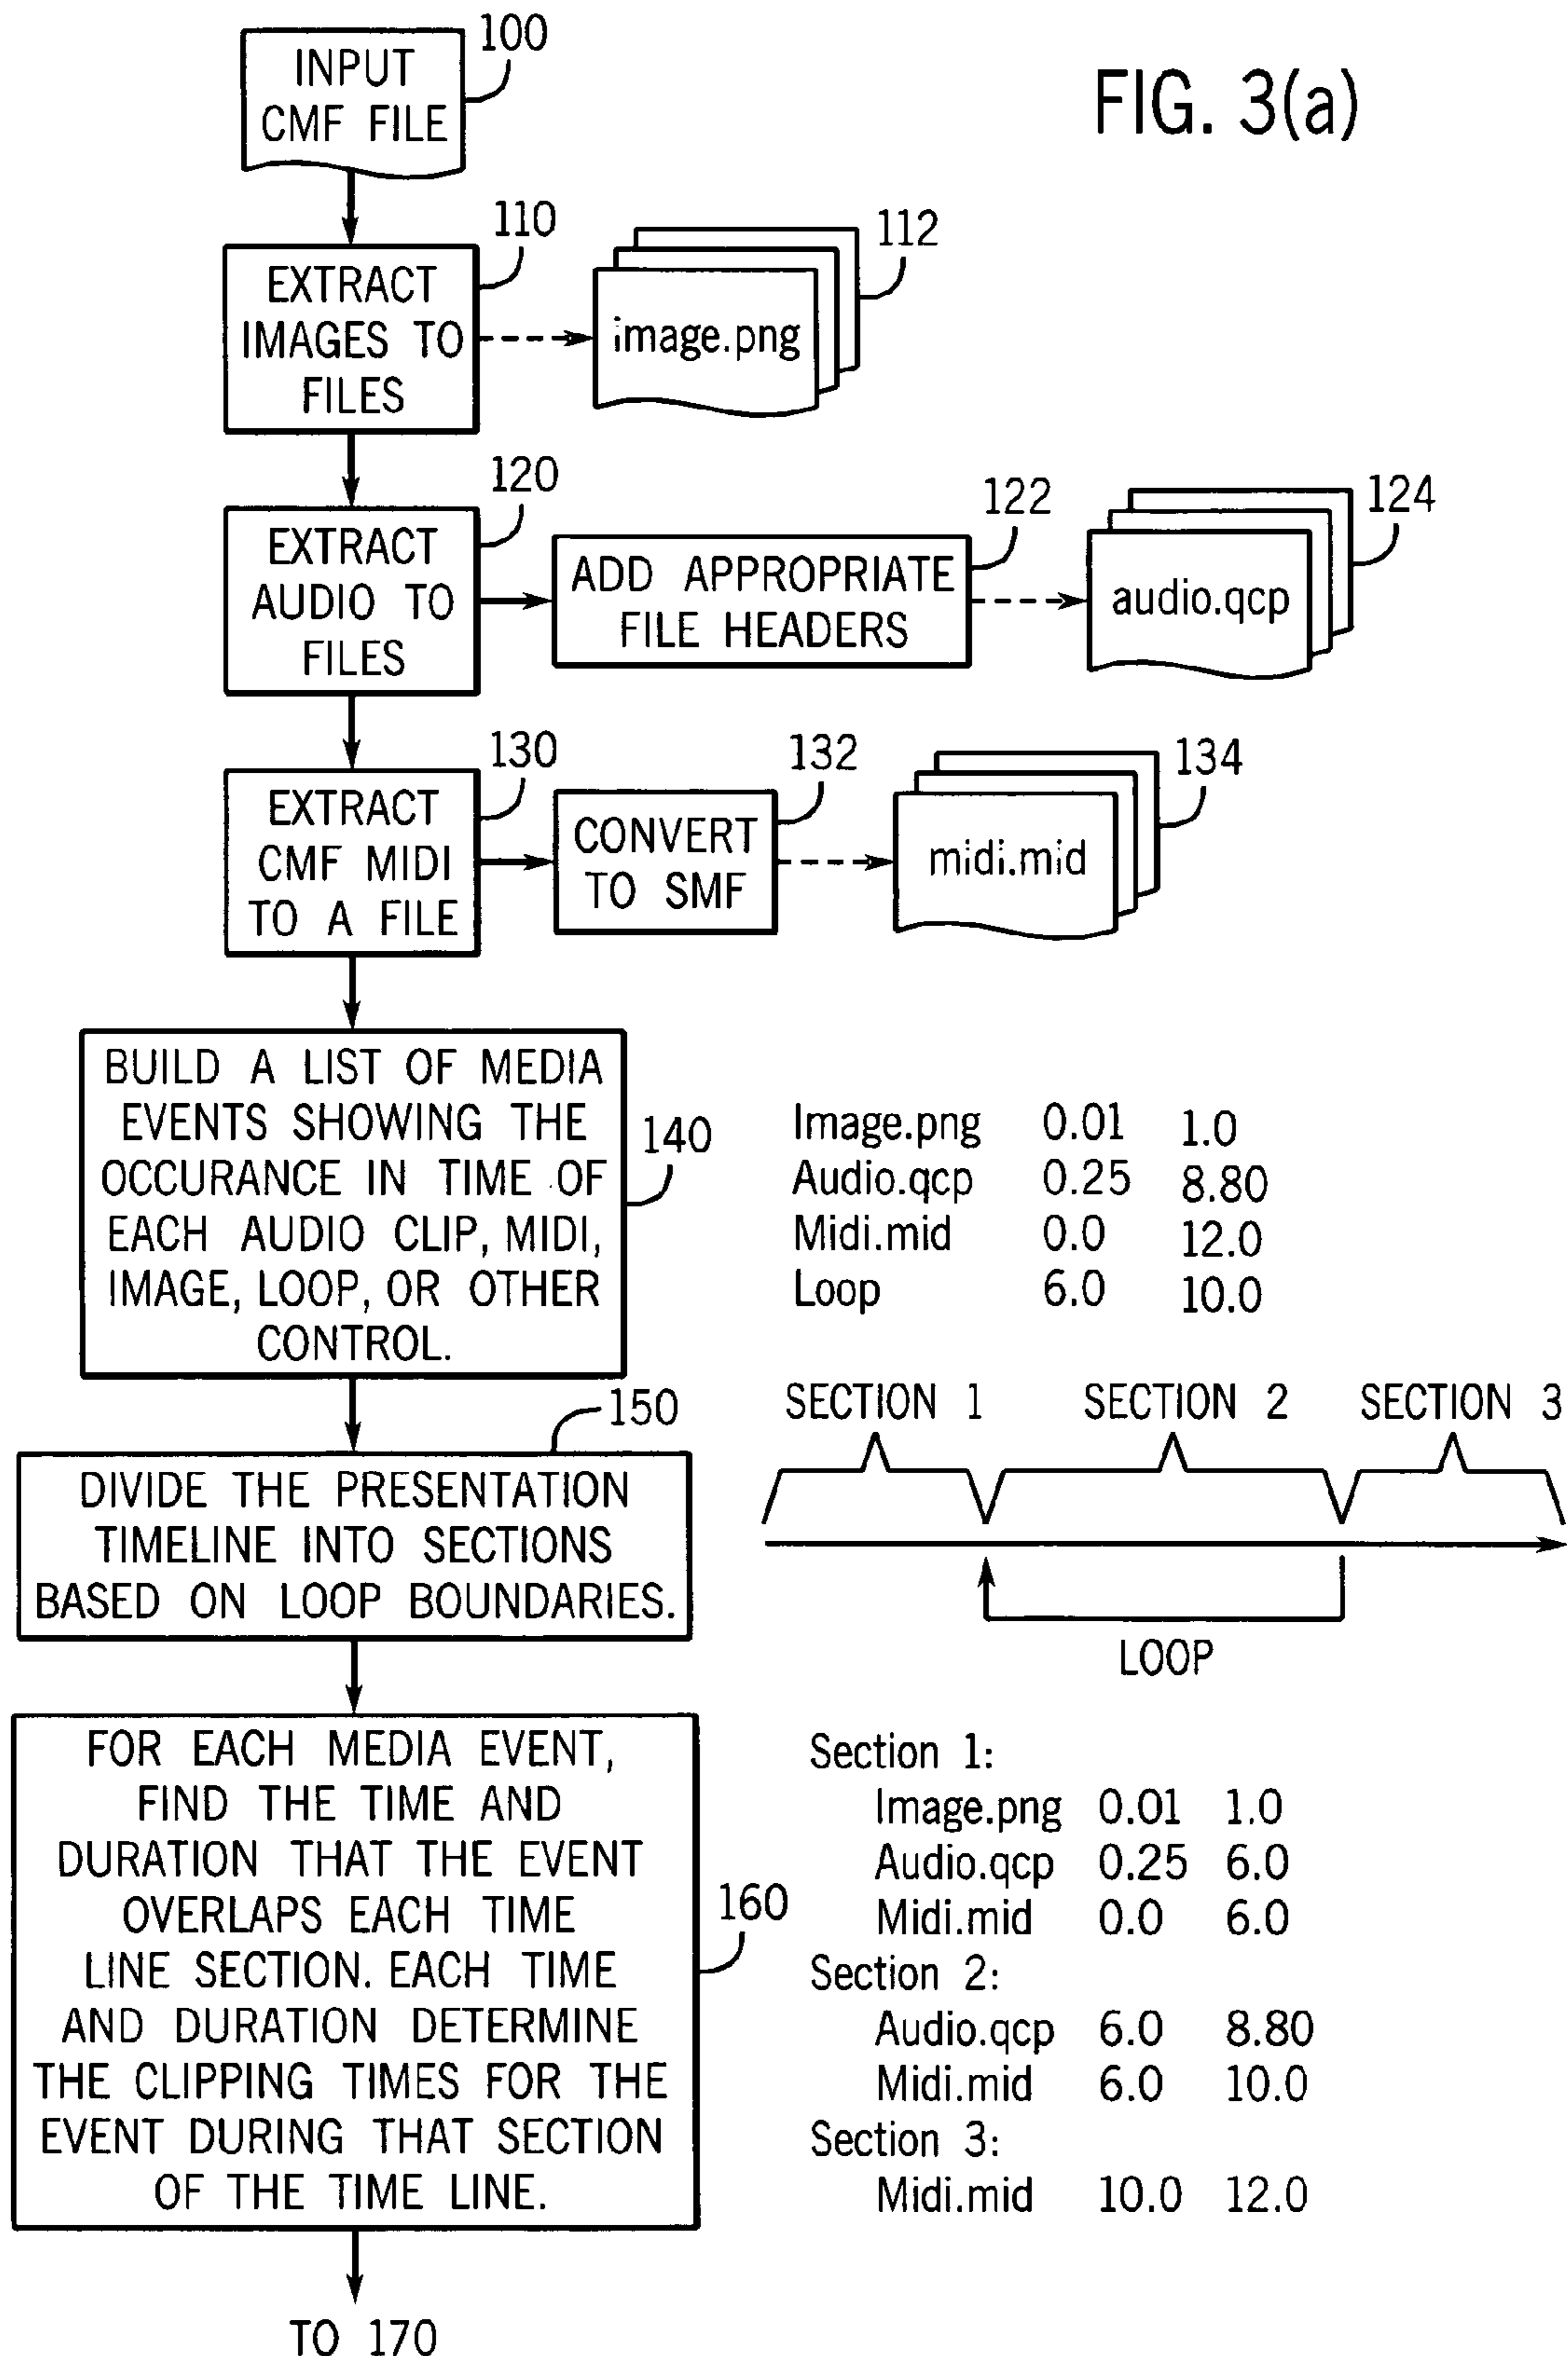 FIG. 3(a)
100
INPUT
CMF FILE
110
EXTRACT
IMAGES TO
FILES
112
image.png
120
EXTRACT
AUDIO TO
FILES
122
ADD APPROPRIATE
FILE HEADERS
124
audio.qcp
130
EXTRACT
CMF MIDI
TO A FILE
132
CONVERT
TO SMF
134
midi.mid
BUILD A LIST OF MEDIA
EVENTS SHOWING THE
OCCURANCE IN TIME OF
EACH AUDIO CLIP, MIDI,
IMAGE, LOOP, OR OTHER
CONTROL.
140
Image.png 0.01 1.0
Audio.qcp 0.25 8.80
Midi.mid 0.0 12.0
Loop 6.0 10.0
150
DIVIDE THE PRESENTATION
TIMELINE INTO SECTIONS
BASED ON LOOP BOUNDARIES.
SECTION 1 SECTION 2 SECTION 3
LOOP
FOR EACH MEDIA EVENT,
FIND THE TIME AND
DURATION THAT THE EVENT
OVERLAPS EACH TIME
LINE SECTION. EACH TIME
AND DURATION DETERMINE
THE CLIPPING TIMES FOR THE
EVENT DURING THAT SECTION
OF THE TIME LINE.
160
Section 1:
Image.png 0.01 1.0
Audio.qcp 0.25 6.0
Midi.mid 0.0 6.0
Section 2:
Audio.qcp 6.0 8.80
Midi.mid 6.0 10.0
Section 3:
Midi.mid 10.0 12.0
TO 170